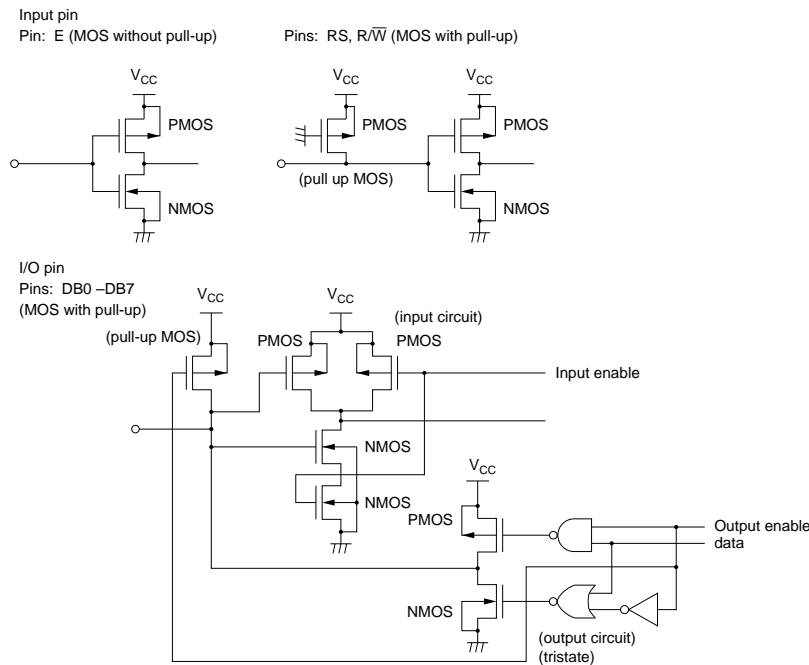 Input pin
Pin: E (MOS without pull-up)
Pins: RS, R/W̅ (MOS with pull-up)
VCC
PMOS
NMOS
VCC
PMOS
(pull up MOS)
VCC
PMOS
NMOS
I/O pin
Pins: DB0 –DB7
(MOS with pull-up)
VCC
(pull-up MOS)
VCC
(input circuit)
PMOS
PMOS
Input enable
NMOS
NMOS
VCC
PMOS
Output enable
data
NMOS
(output circuit)
(tristate)